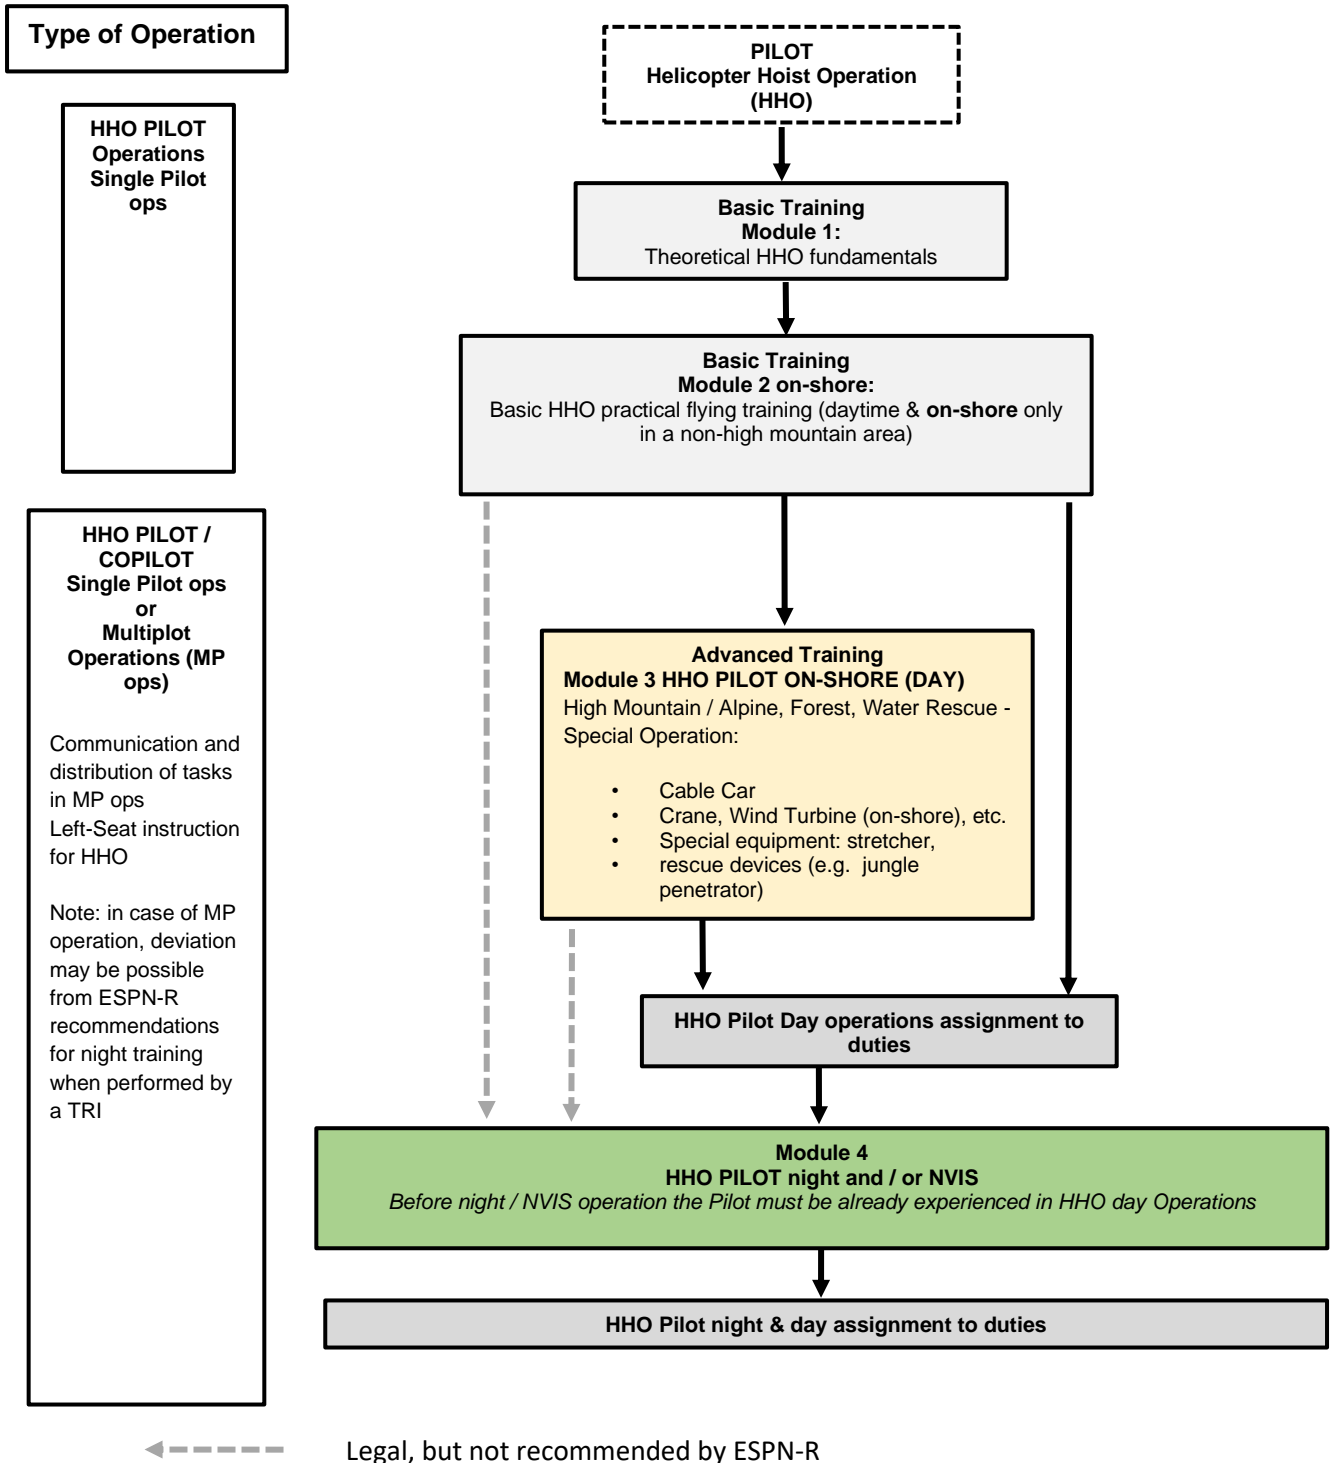 Type of Operation
PILOT
Helicopter Hoist Operation
(HHO)
HHO PILOT
Operations
Single Pilot
ops
Basic Training
Module 1:
Theoretical HHO fundamentals
Basic Training
Module 2 on-shore:
Basic HHO practical flying training (daytime & on-shore only
in a non-high mountain area)
HHO PILOT /
COPILOT
Single Pilot ops
or
Multiplot
Operations (MP
ops)
Communication and
distribution of tasks
in MP ops
Left-Seat instruction
for HHO
Note: in case of MP
operation, deviation
may be possible
from ESPN-R
recommendations
for night training
when performed by
a TRI
Advanced Training
Module 3 HHO PILOT ON-SHORE (DAY)
High Mountain / Alpine, Forest, Water Rescue -
Special Operation:
• Cable Car
• Crane, Wind Turbine (on-shore), etc.
• Special equipment: stretcher,
• rescue devices (e.g. jungle
penetrator)
HHO Pilot Day operations assignment to
duties
Module 4
HHO PILOT night and / or NVIS
Before night / NVIS operation the Pilot must be already experienced in HHO day Operations
HHO Pilot night & day assignment to duties
Legal, but not recommended by ESPN-R